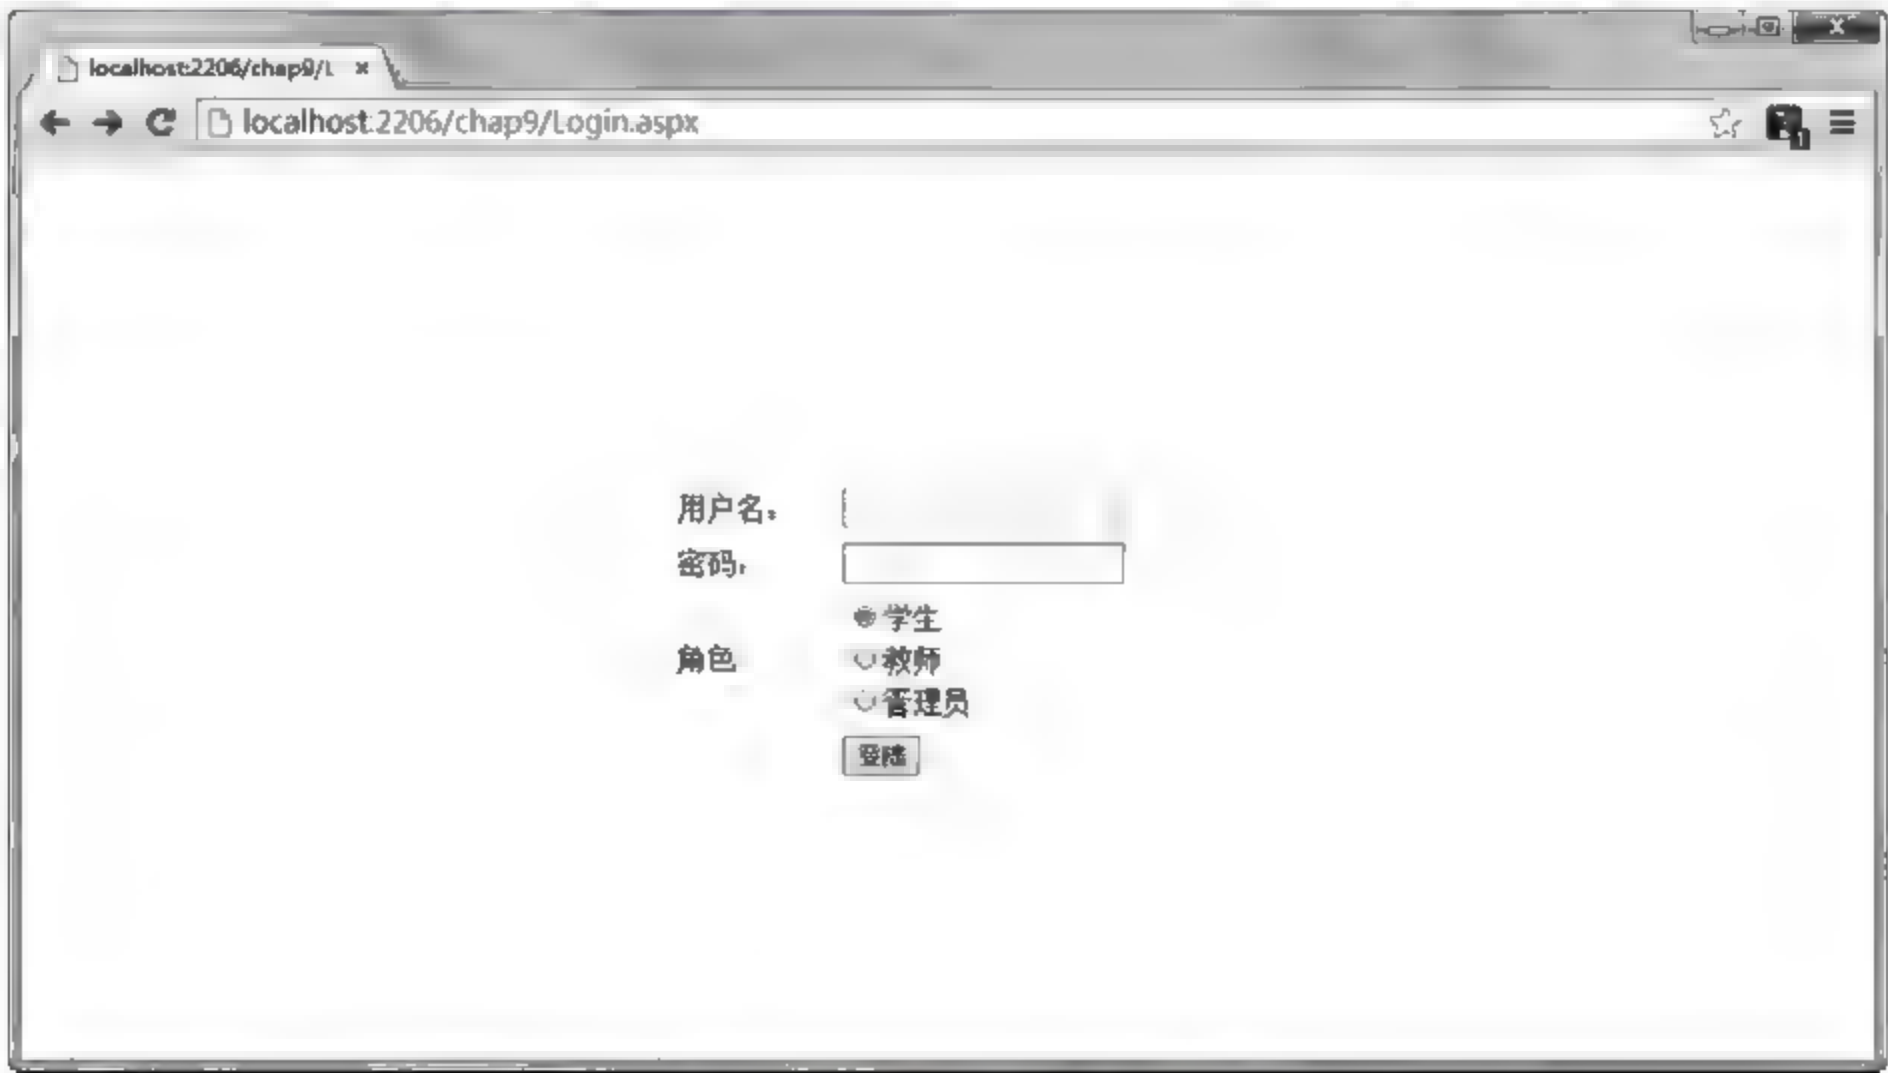 localhost:2206/chap9/L
localhost:2206/chap9/Login.aspx
用户名：
密码：
学生
角色
教师
管理员
登陆